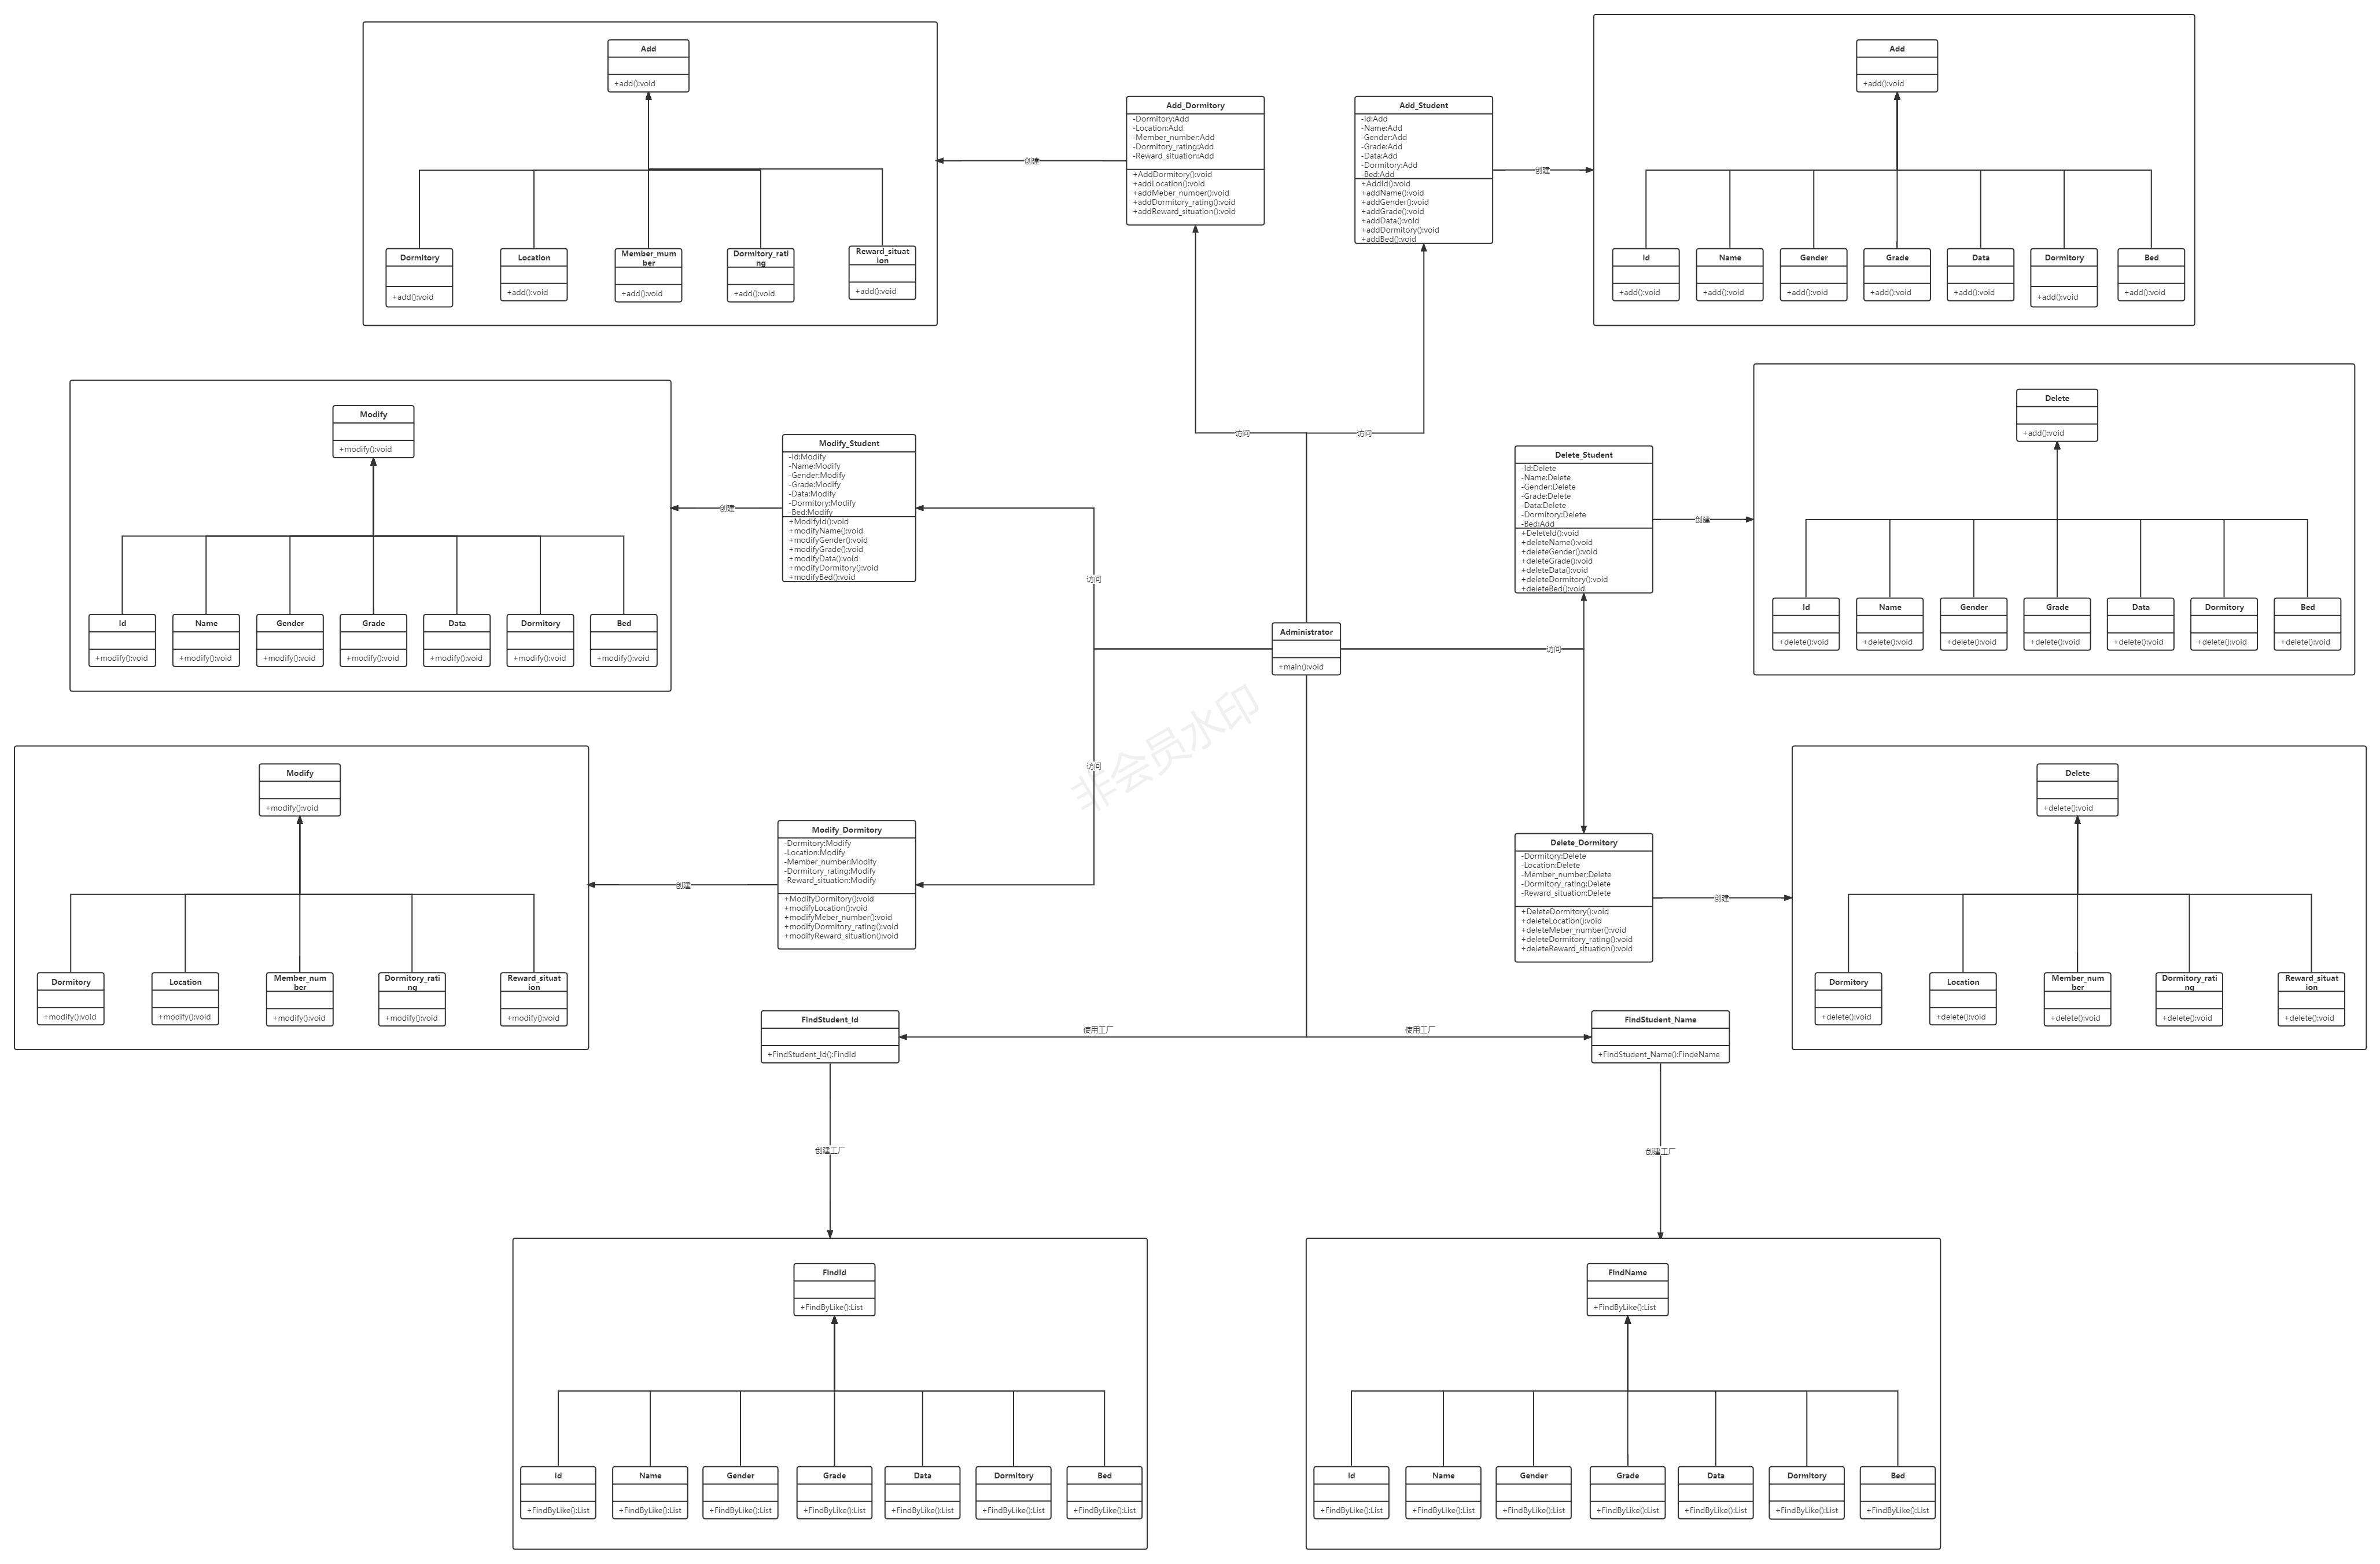 Add
+add():void
Dormitory
+add():void
Location
+add():void
Member_mum
ber
+add():void
Dormitory_rati
ng
+add():void
Reward_situat
ion
+add():void
创建
Add_Dormitory
-Dormitory:Add
-Location:Add
-Member_number:Add
-Dormitory_rating:Add
-Reward_situation:Add
+AddDormitory():void
+addLocation():void
+addMeber_number():void
+addDormitory_rating():void
+addReward_situation():void
Add_Student
-Id:Add
-Name:Add
-Gender:Add
-Grade:Add
-Data:Add
-Dormitory:Add
-Bed:Add
+AddId():void
+addName():void
+addGender():void
+addGrade():void
+addData():void
+addDormitory():void
+addBed():void
创建
Add
+add():void
Id
+add():void
Name
+add():void
Gender
+add():void
Grade
+add():void
Data
+add():void
Dormitory
+add():void
Bed
+add():void
访问
访问
Modify
+modify():void
Id
+modify():void
Name
+modify():void
Gender
+modify():void
Grade
+modify():void
Data
+modify():void
Dormitory
+modify():void
Bed
+modify():void
创建
Modify_Student
-Id:Modify
-Name:Modify
-Gender:Modify
-Grade:Modify
-Data:Modify
-Dormitory:Modify
-Bed:Modify
+ModifyId():void
+modifyName():void
+modifyGender():void
+modifyGrade():void
+modifyData():void
+modifyDormitory():void
+modifyBed():void
访问
Administrator
+main():void
访问
Delete_Student
-Id:Delete
-Name:Delete
-Gender:Delete
-Grade:Delete
-Data:Delete
-Dormitory:Delete
-Bed:Add
+DeleteId():void
+deleteName():void
+deleteGender():void
+deleteGrade():void
+deleteData():void
+deleteDormitory():void
+deleteBed():void
创建
Delete
+add():void
Id
+delete():void
Name
+delete():void
Gender
+delete():void
Grade
+delete():void
Data
+delete():void
Dormitory
+delete():void
Bed
+delete():void
非会员水印
访问
Modify
+modify():void
Dormitory
+modify():void
Location
+modify():void
Member_num
ber
+modify():void
Dormitory_rati
ng
+modify():void
Reward_situat
ion
+modify():void
创建
Modify_Dormitory
-Dormitory:Modify
-Location:Modify
-Member_number:Modify
-Dormitory_rating:Modify
-Reward_situation:Modify
+ModifyDormitory():void
+modifyLocation():void
+modifyMeber_number():void
+modifyDormitory_rating():void
+modifyReward_situation():void
Delete_Dormitory
-Dormitory:Delete
-Location:Delete
-Member_number:Delete
-Dormitory_rating:Delete
-Reward_situation:Delete
+DeleteDormitory():void
+deleteLocation():void
+deleteMeber_number():void
+deleteDormitory_rating():void
+deleteReward_situation():void
创建
Delete
+delete():void
Dormitory
+delete():void
Location
+delete():void
Member_num
ber
+delete():void
Dormitory_rati
ng
+delete():void
Reward_situat
ion
+delete():void
FindStudent_Id
+FindStudent_Id():FindId
使用工厂
使用工厂
FindStudent_Name
+FindStudent_Name():FindeName
创建工厂
创建工厂
FindId
+FindByLike():List
Id
+FindByLike():List
Name
+FindByLike():List
Gender
+FindByLike():List
Grade
+FindByLike():List
Data
+FindByLike():List
Dormitory
+FindByLike():List
Bed
+FindByLike():List
FindName
+FindByLike():List
Id
+FindByLike():List
Name
+FindByLike():List
Gender
+FindByLike():List
Grade
+FindByLike():List
Data
+FindByLike():List
Dormitory
+FindByLike():List
Bed
+FindByLike():List